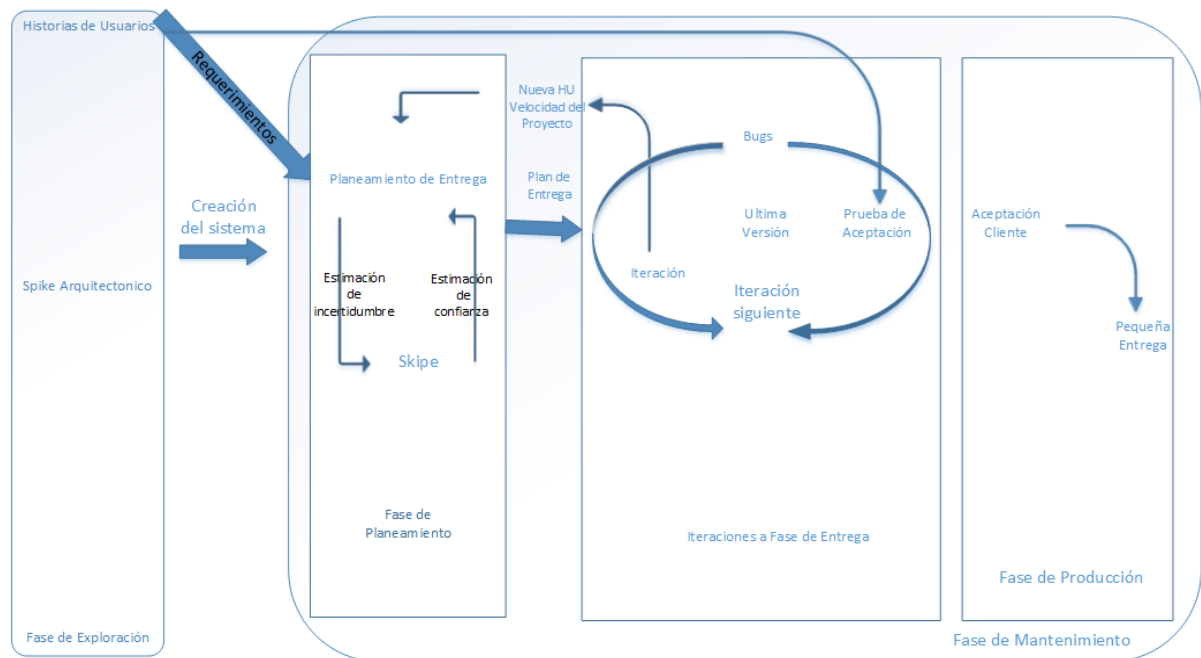 Historias de Usuarios
Requerimientos
Creación
del sistema
Spike Arquitectonico
Fase de Exploración
Planeamiento de Entrega
Estimación
de
incertidumbre
Estimación
de
confianza
Skipe
Fase de
Planeamiento
Nueva HU
Velocidad del
Proyecto
Plan de
Entrega
Bugs
Ultima
Versión
Prueba de
Aceptación
Iteración
Iteración
siguiente
Iteraciones a Fase de Entrega
Aceptación
Cliente
Pequeña
Entrega
Fase de Producción
Fase de Mantenimiento